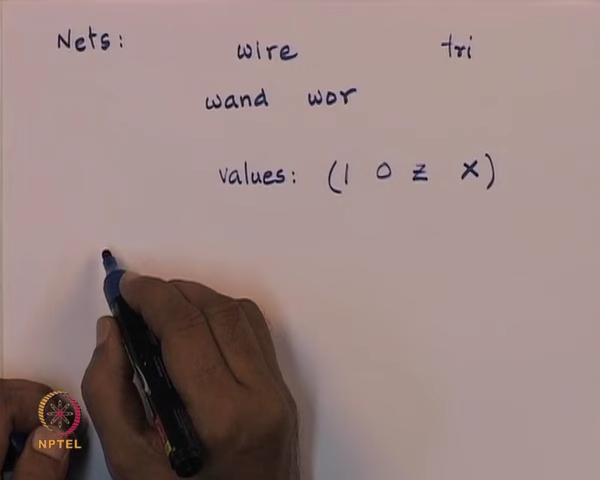 Nets: wire tri
wand wor
values: (1 0 z x)
NPTEL